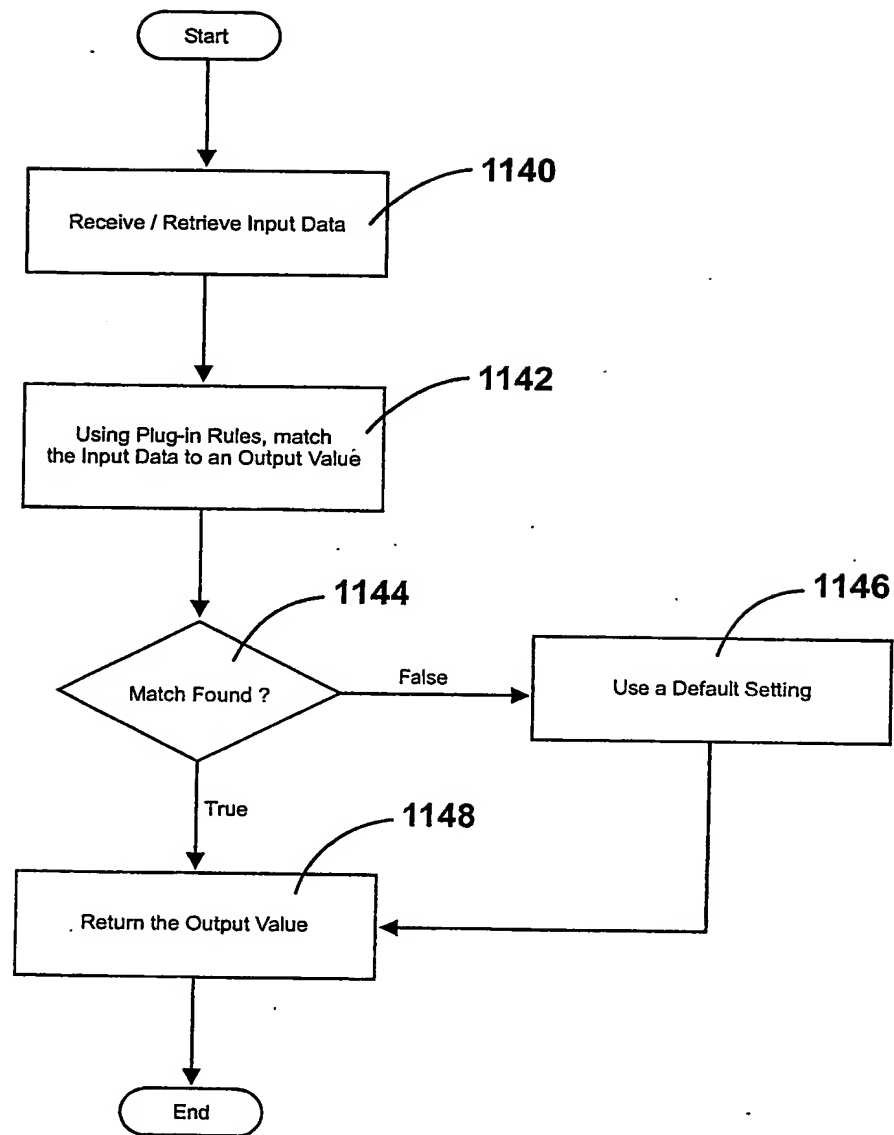 Start
1140
Receive / Retrieve Input Data
1142
Using Plug-in Rules, match
the Input Data to an Output Value
1144
1146
Match Found ?
False
Use a Default Setting
True
1148
Return the Output Value
End